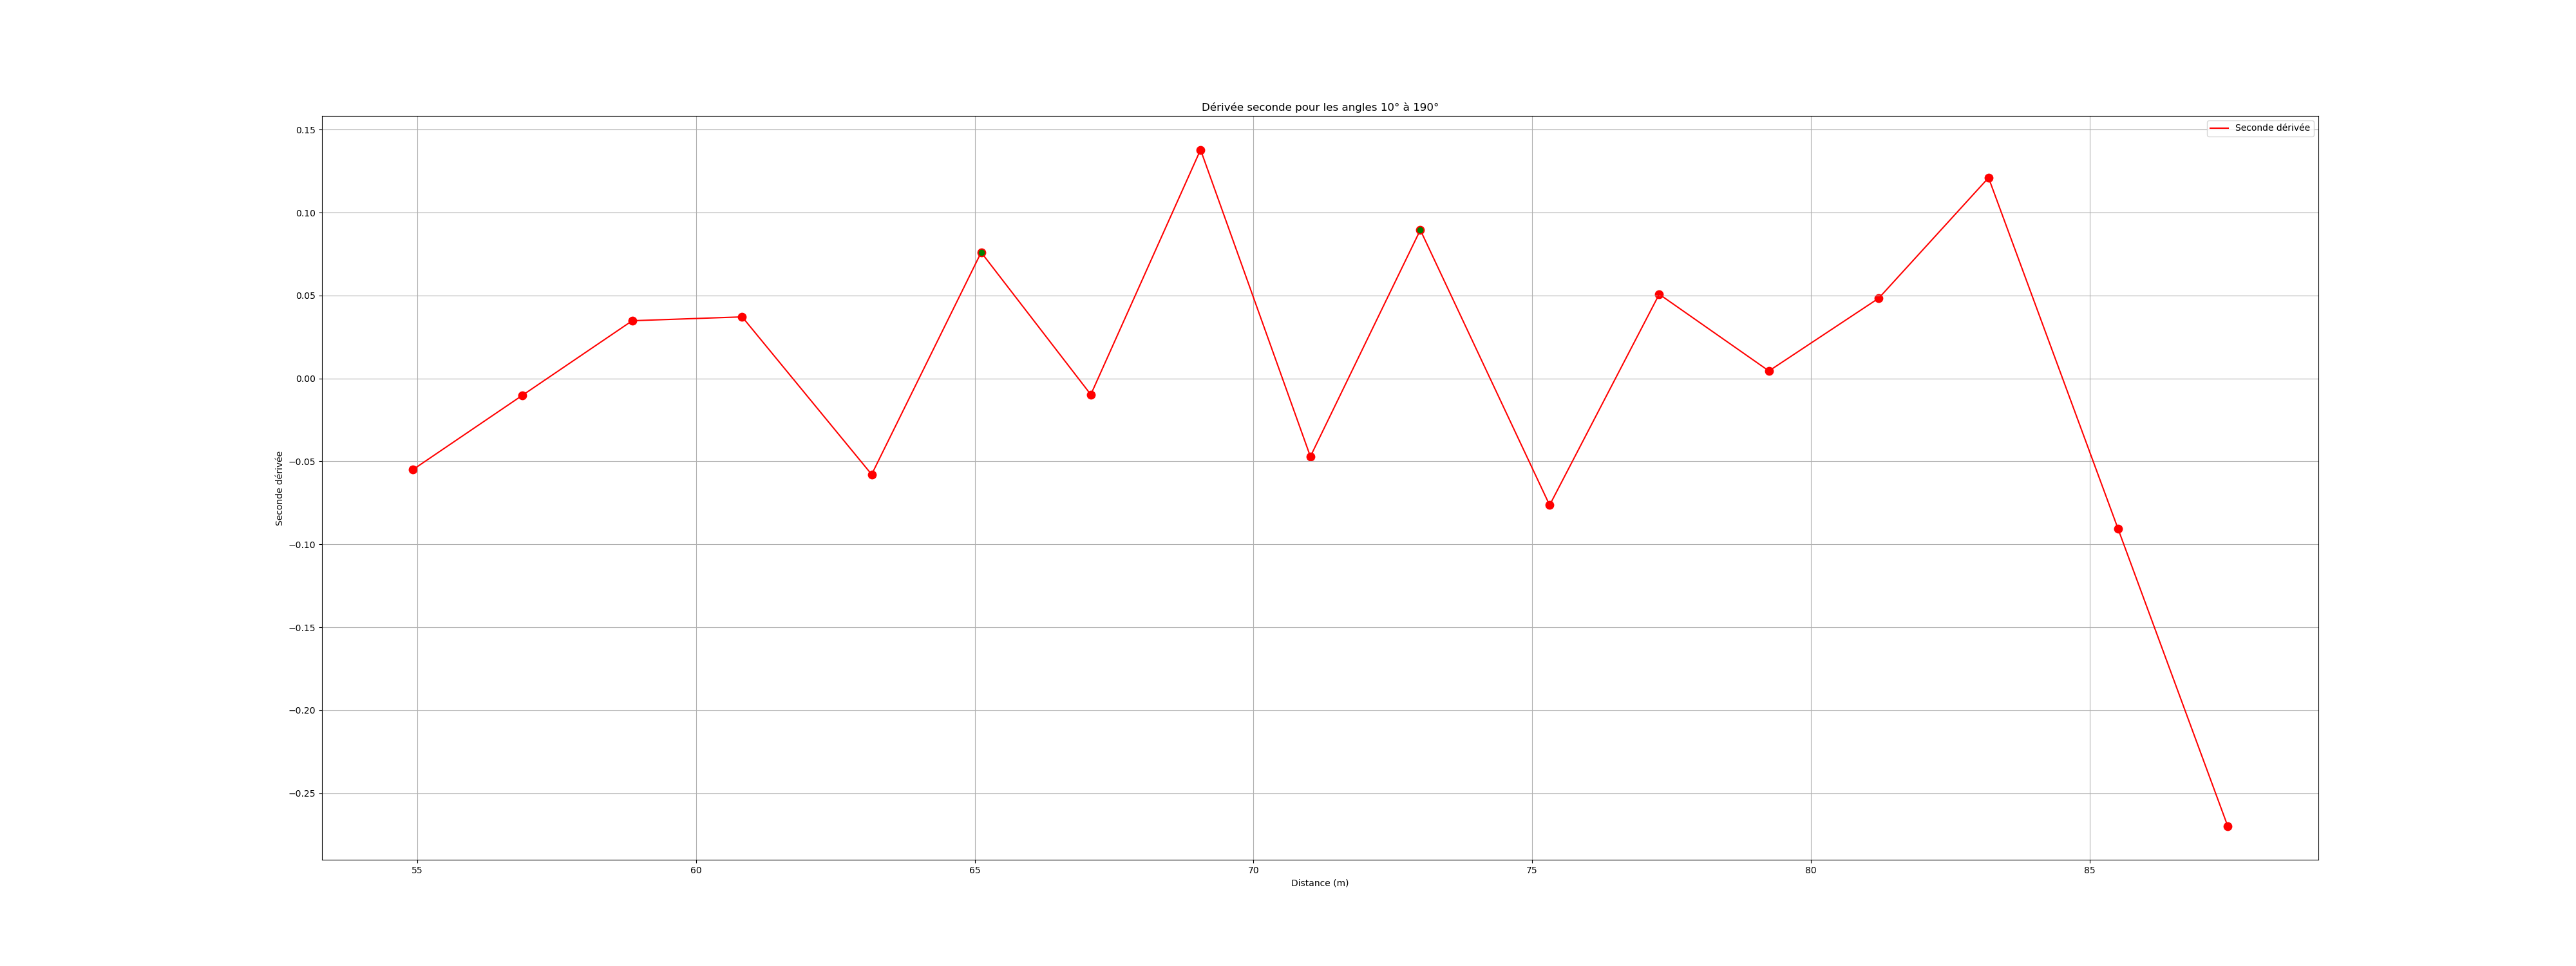 Dérivée seconde pour les angles 10° à 190°
Seconde dérivée
0.15
0.10
0.05
0.00
−0.05
−0.10
−0.15
−0.20
−0.25
Seconde dérivée
55 60 65 70 75 80 85
Distance (m)